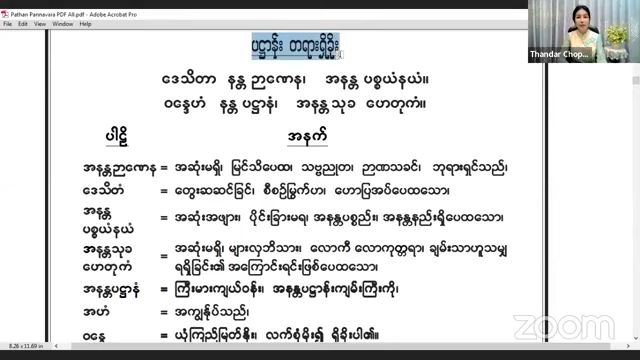 Pathan Pannavara PDF All.pdf - Adobe Acrobat Pro
File Edit View Window Help
ပဋ္ဌာန်း တရားရှိခိုး
ဒေသိတာ နန္တ ဉာဏေန၊ အနန္တ ပစ္စယံနယံ။
ဝန္ဒေဟံ နန္တ ပဋ္ဌာနံ၊ အနန္တသုခ ဟေတုကံ။
ပါဠိ အနက်
အနန္တဉာဏေန = အဆုံးမရှိ၊ မြင်သိပေထ၊ သဗ္ဗညုတ၊ ဉာဏသခင်၊ ဘုရားရှင်သည်၊
ဒေသိတံ = တွေးဆဆင်ခြင်၊ စီစဉ်မြွက်ဟ၊ ဟောပြအပ်ပေထသော၊
အနန္တ
ပစ္စယံနယံ = အဆုံးအဖျား၊ ပိုင်းခြားမရ၊ အနန္တပစ္စည်း၊ အနန္တနည်းရှိပေထသော၊
အနန္တသုခ
ဟေတုကံ = အဆုံးမရှိ၊ များလှဘိသား၊ လောကီ လောကုတ္တရာ၊ ချမ်းသာဟူသမျှ
ရရှိခြင်း၏ အကြောင်းရင်းဖြစ်ပေထသော၊
အနန္တပဋ္ဌာနံ = ကြီးမားကျယ်ဝန်း၊ အနန္တပဋ္ဌာန်းကျမ်းကြီးကို၊
အဟံ = အကျွန်ုပ်သည်၊
ဝန္ဒေ = ယုံကြည်မြတ်နိုး၊ လက်စုံမိုး၍ ရှိခိုးပါ၏။
8.26 x 11.69 in
Thandar Chop...
zoom